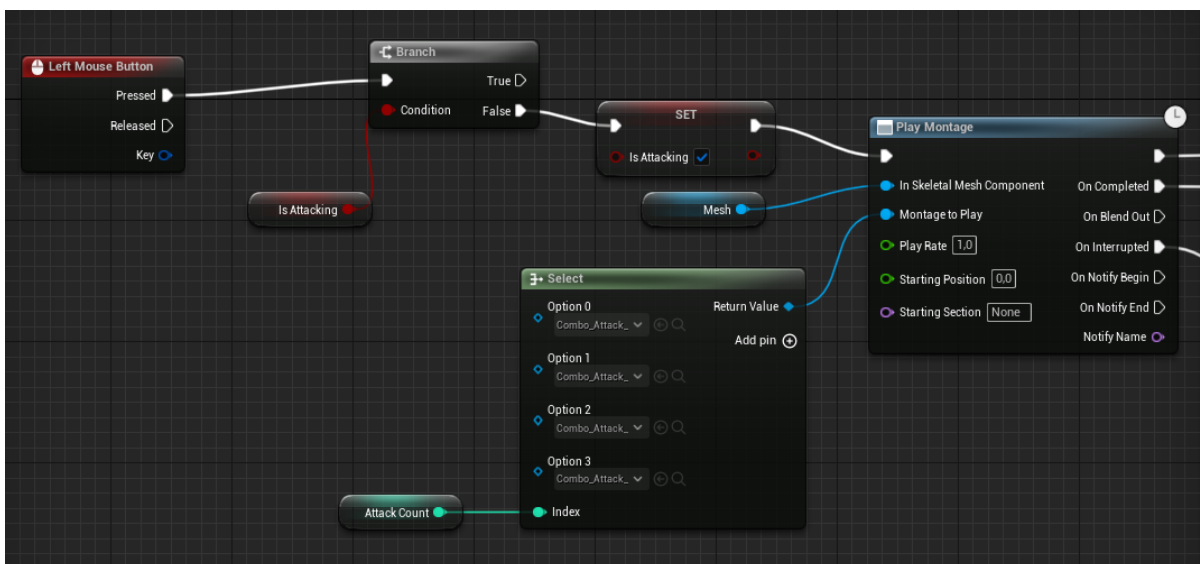 Left Mouse Button
Pressed
Released
Key
Branch
True
Condition
False
Is Attacking
SET
Is Attacking
Mesh
Play Montage
In Skeletal Mesh Component
On Completed
Montage to Play
On Blend Out
Play Rate
1,0
On Interrupted
Starting Position
0,0
On Notify Begin
Starting Section
None
On Notify End
Notify Name
Select
Option 0
Return Value
Combo_Attack_
Add pin
Option 1
Combo_Attack_
Option 2
Combo_Attack_
Option 3
Combo_Attack_
Attack Count
Index